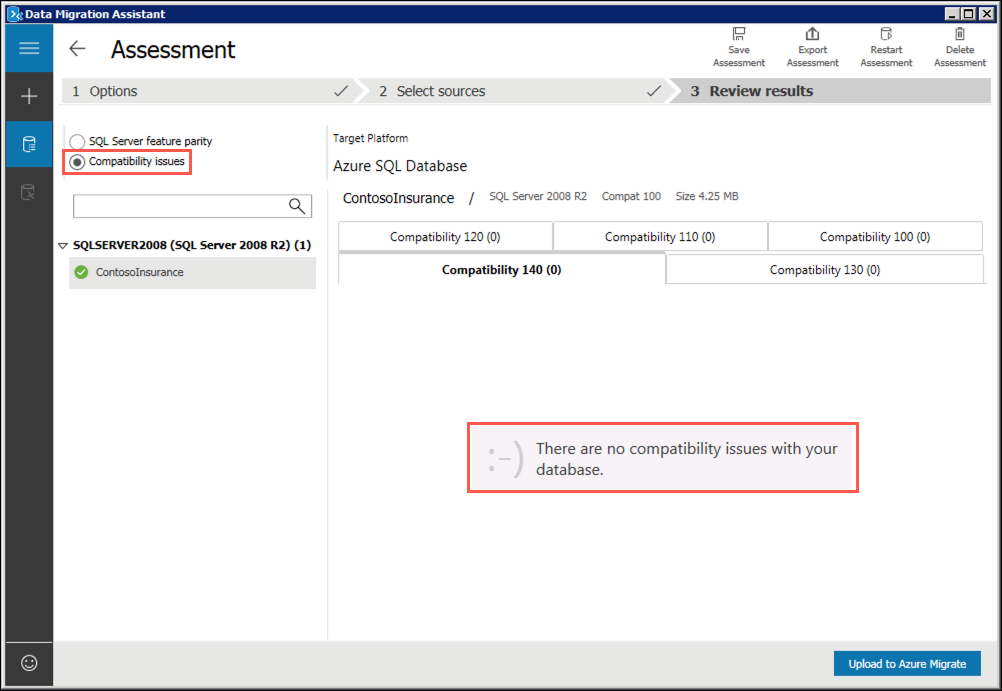 Data Migration Assistant
Assessment
Save Assessment
Export Assessment
Restart Assessment
Delete Assessment
1 Options
2 Select sources
3 Review results
SQL Server feature parity
Compatibility issues
SQLSERVER2008 (SQL Server 2008 R2) (1)
ContosoInsurance
Target Platform
Azure SQL Database
ContosoInsurance / SQL Server 2008 R2 Compat 100 Size 4.25 MB
Compatibility 120 (0) Compatibility 110 (0) Compatibility 100 (0)
Compatibility 140 (0) Compatibility 130 (0)
:-)
There are no compatibility issues with your
database.
Upload to Azure Migrate